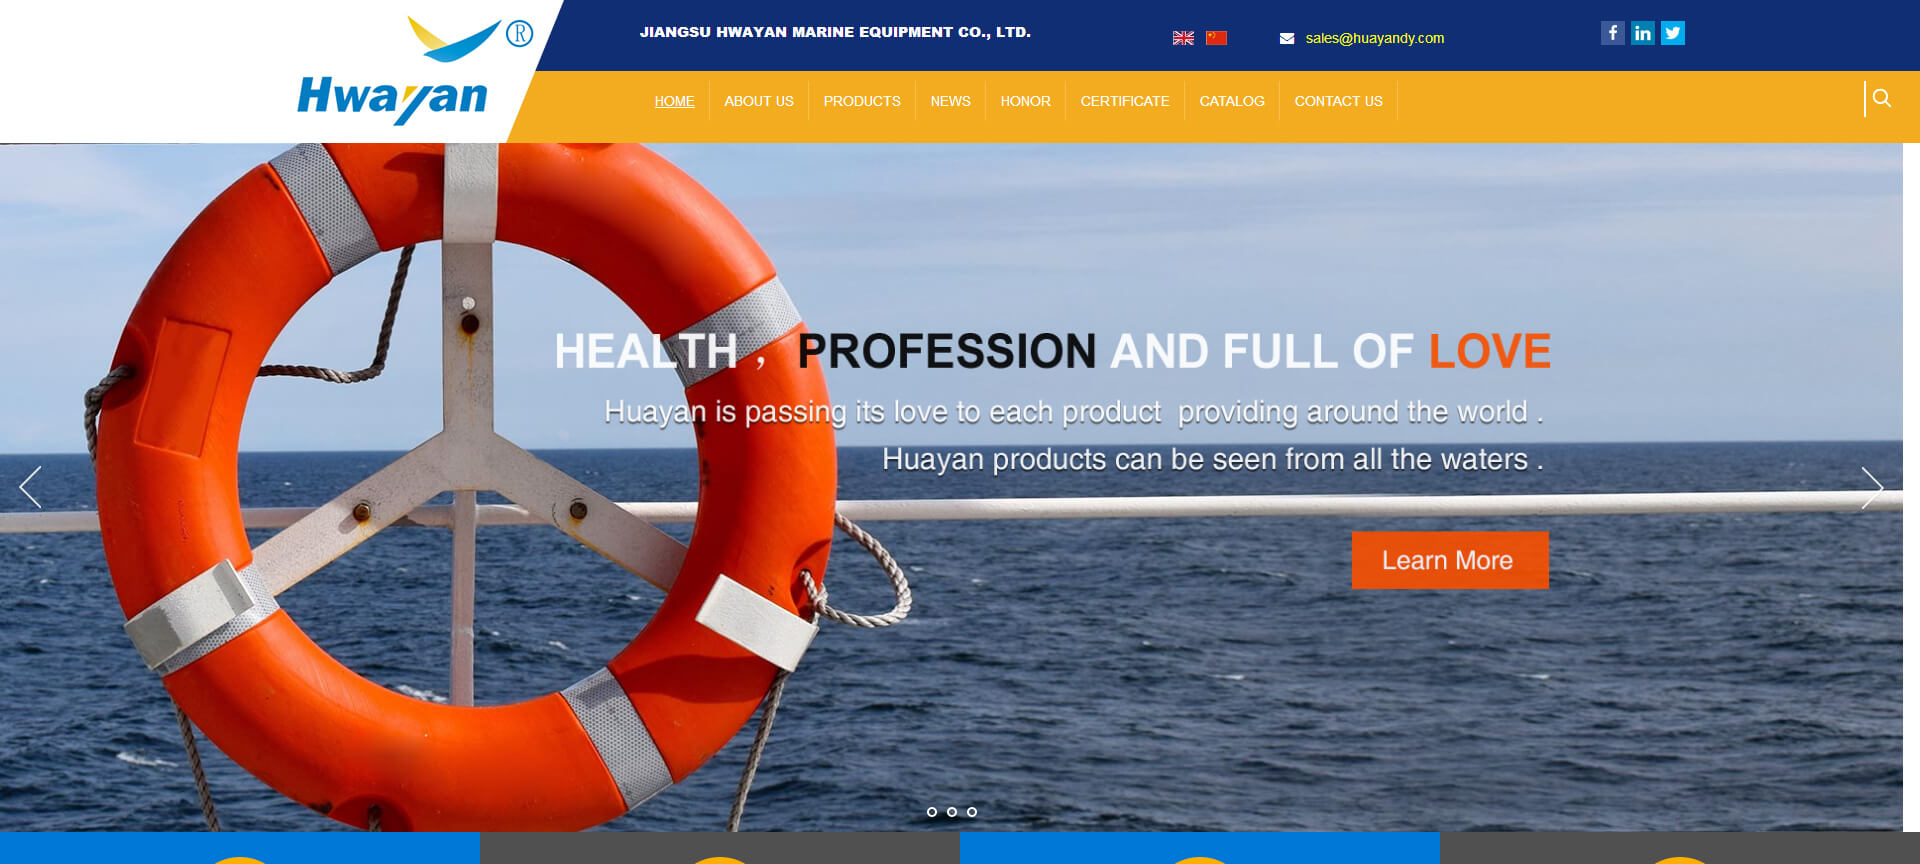 Hwayan ®
JIANGSU HWAYAN MARINE EQUIPMENT CO., LTD.
sales@huayandy.com
HOME ABOUT US PRODUCTS NEWS HONOR CERTIFICATE CATALOG CONTACT US
HEALTH , PROFESSION AND FULL OF LOVE
Huayan is passing its love to each product providing around the world .
Huayan products can be seen from all the waters .
Learn More